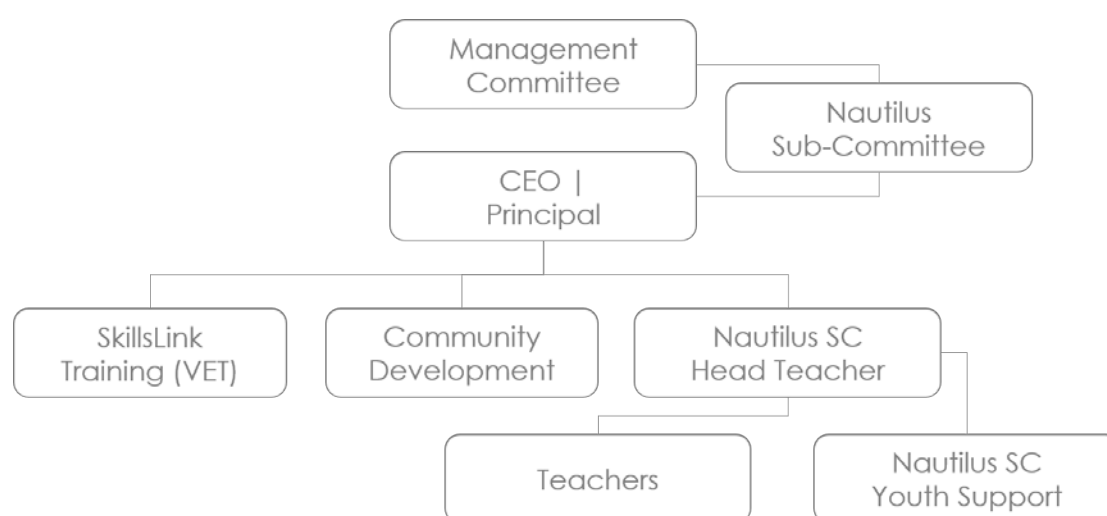 Management
Committee
Nautilus
Sub-Committee
CEO |
Principal
SkillsLink
Training (VET)
Community
Development
Nautilus SC
Head Teacher
Teachers
Nautilus SC
Youth Support